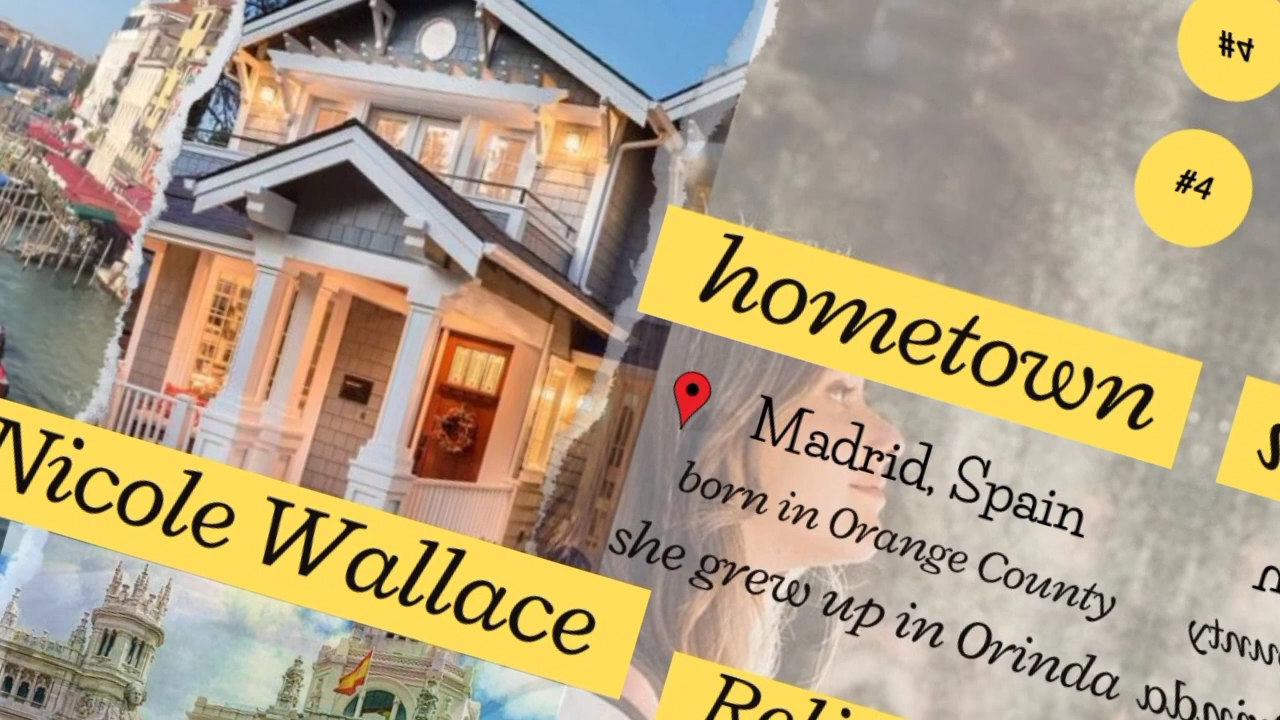 #4
#4
hometown
Madrid, Spain
born in Orange County
she grew up in Orinda
Nicole Wallace